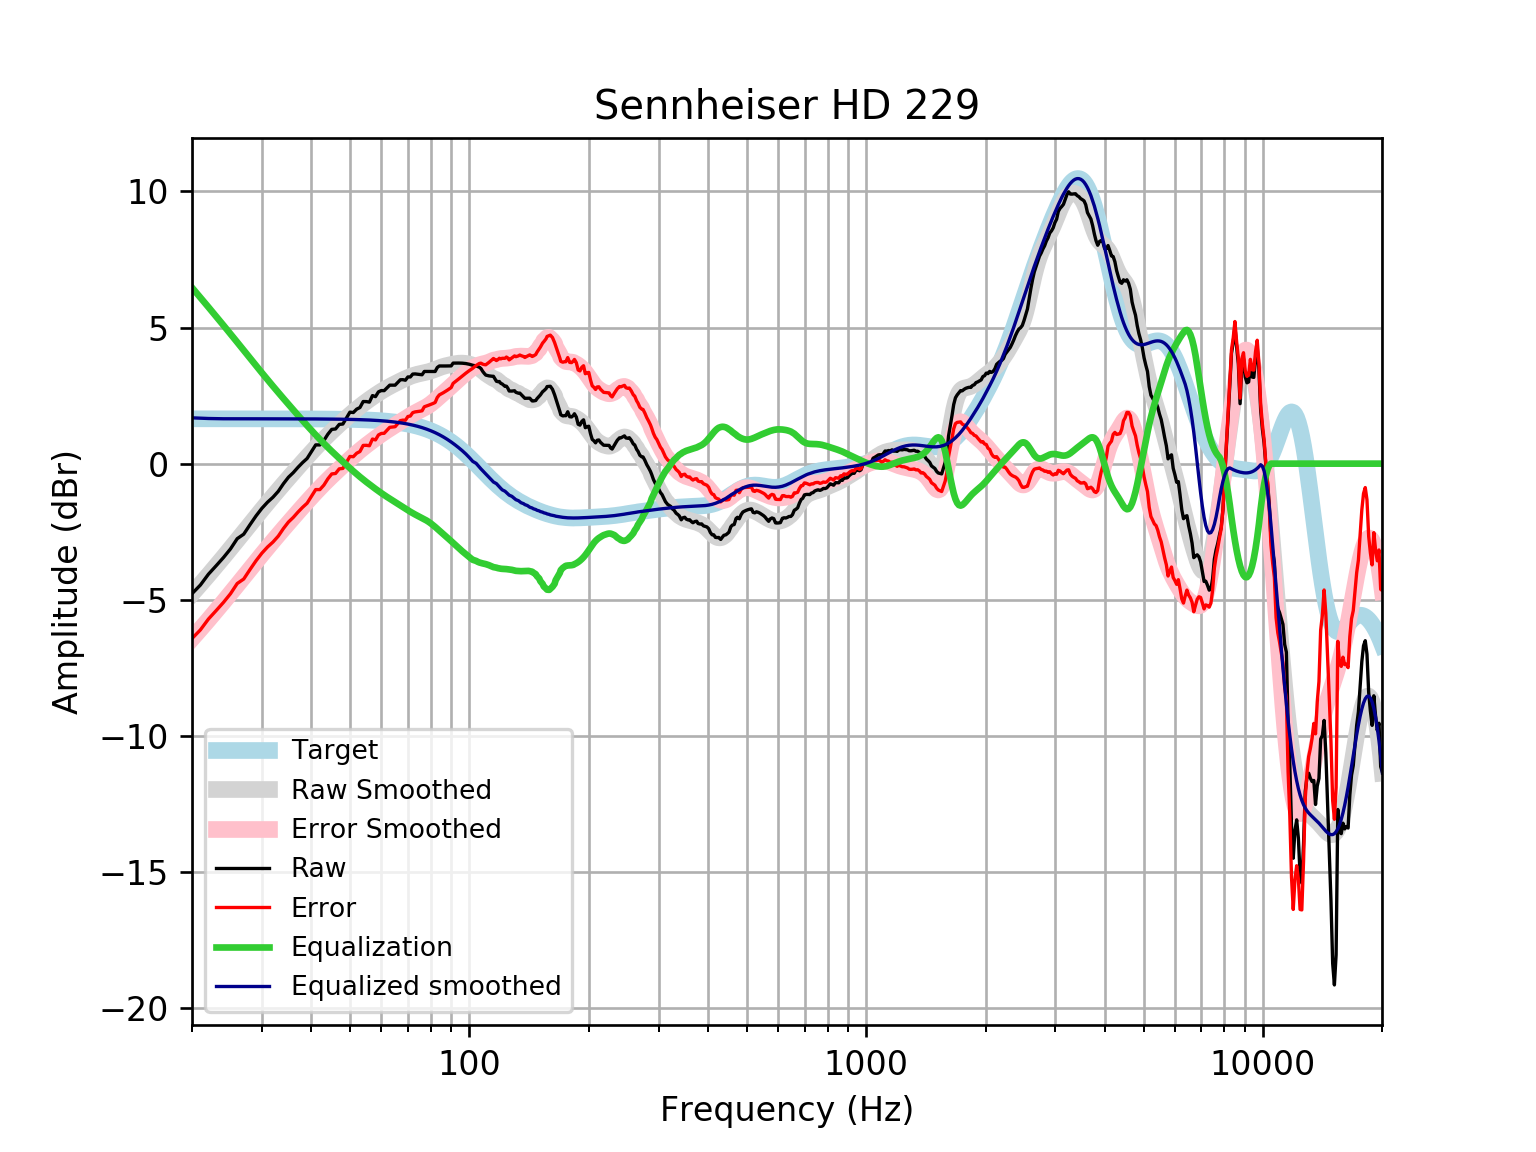 Sennheiser HD 229
Amplitude (dBr)
10
5
0
−5
−10
−15
−20
Target
Raw Smoothed
Error Smoothed
Raw
Error
Equalization
Equalized smoothed
100
1000
10000
Frequency (Hz)